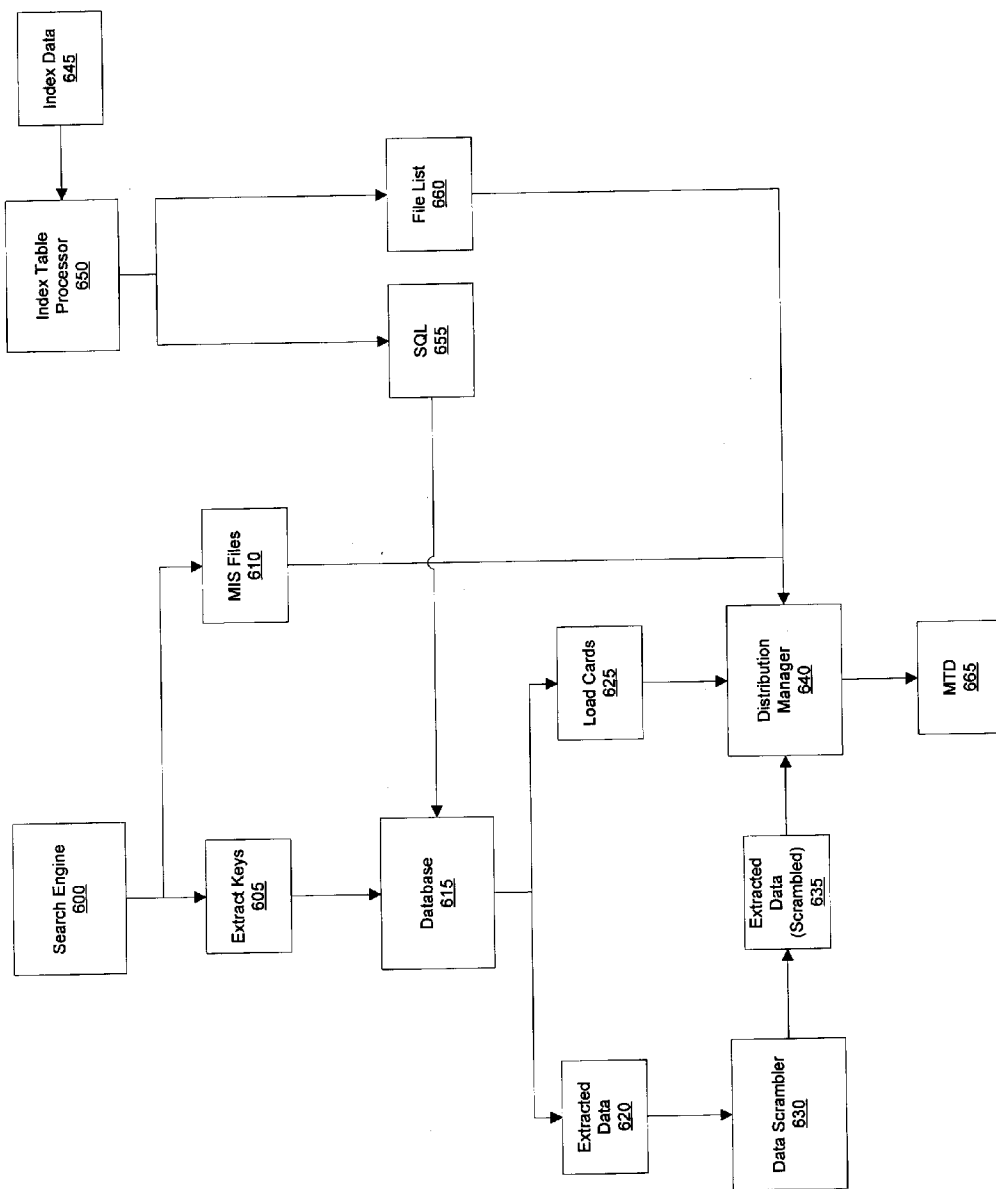 Search Engine
600
Extract Keys
605
MIS Files
610
Database
615
Extracted
Data
620
Load Cards
625
Data Scrambler
630
Extracted
Data
(Scrambled)
635
Distribution
Manager
640
Index Data
645
Index Table
Processor
650
SQL
655
File List
660
MTD
665